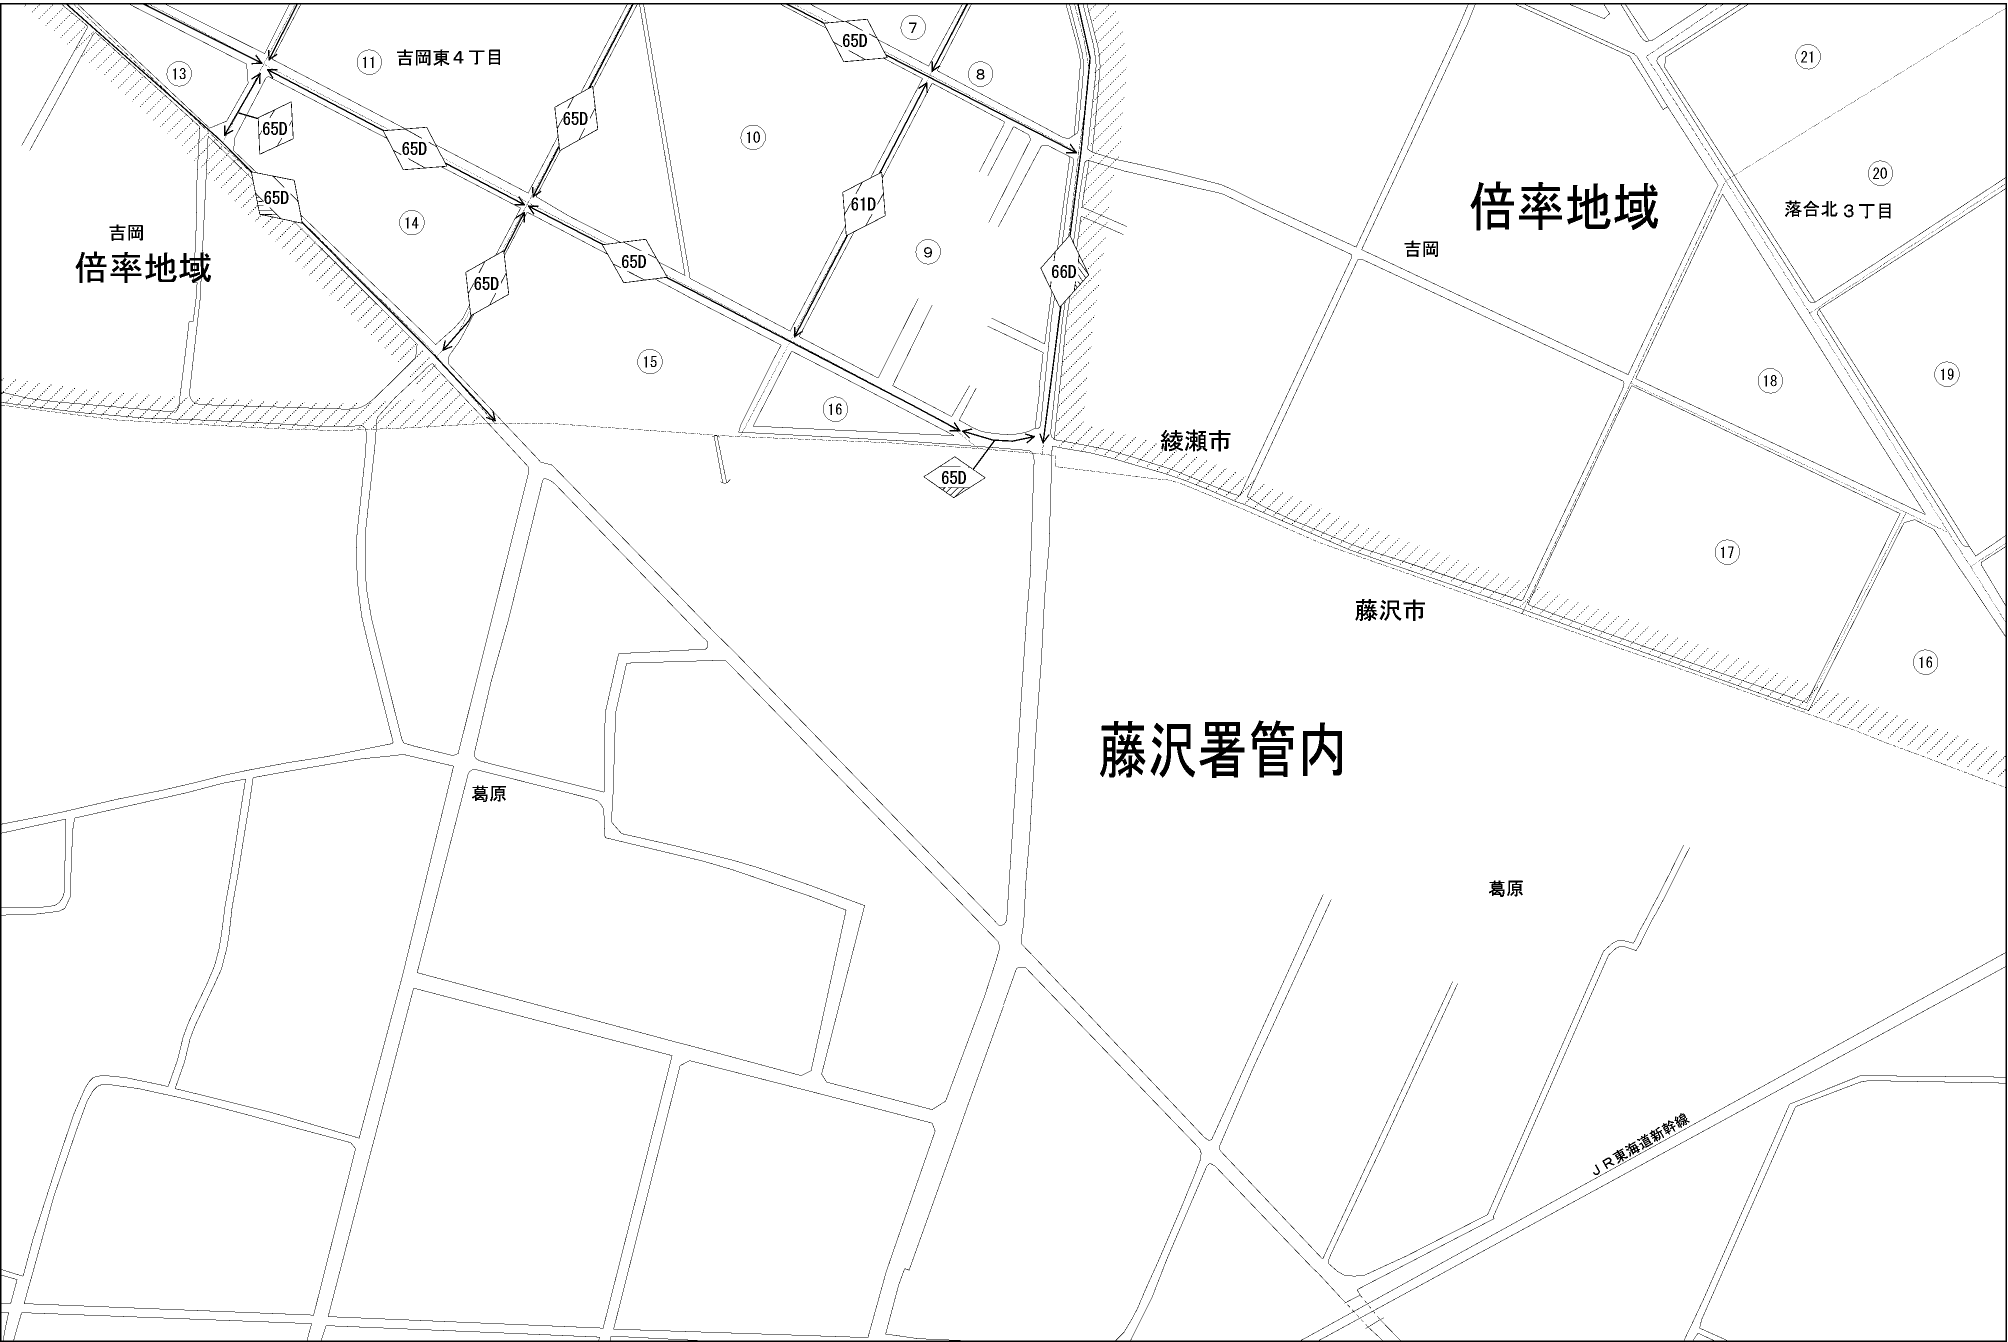 65D
⑦
㉑
⑪
吉岡東４丁目
⑬
⑧
65D
65D
⑩
65D
⑳
倍率地域
65D
61D
落合北３丁目
⑭
吉岡
吉岡
⑨
倍率地域
65D
66D
65D
⑮
⑱
⑲
⑯
綾瀬市
65D
⑰
藤沢市
⑯
藤沢署管内
葛原
葛原
ＪＲ東海道新幹線